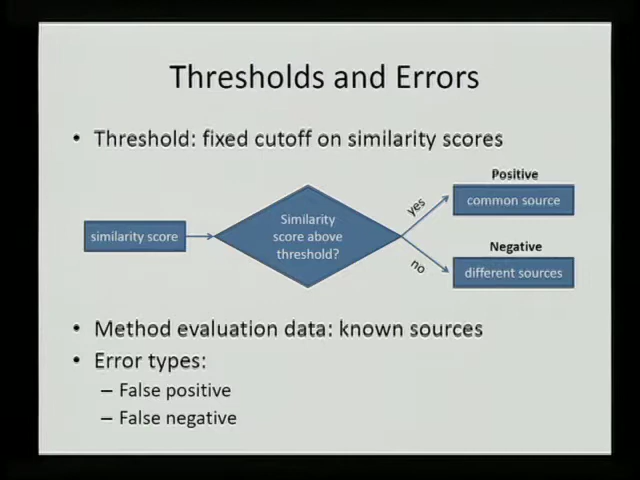 Thresholds and Errors
• Threshold: fixed cutoff on similarity scores
similarity score
Similarity
score above
threshold?
yes
no
Positive
common source
Negative
different sources
• Method evaluation data: known sources
• Error types:
– False positive
– False negative